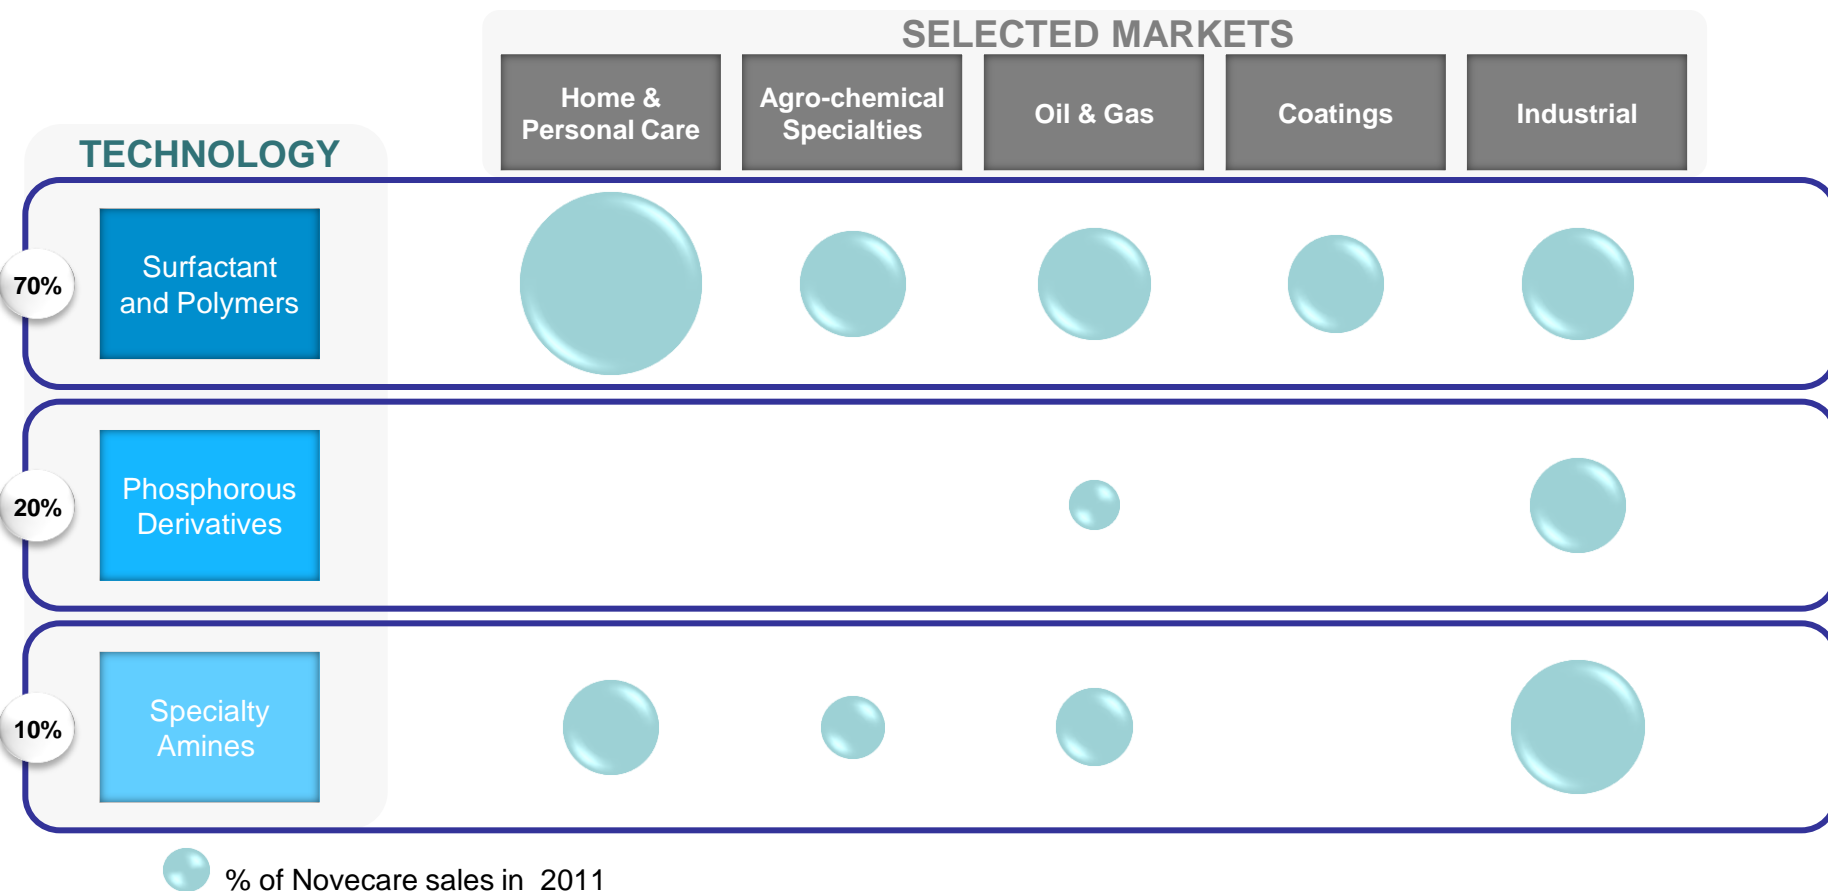 SELECTED MARKETS
Home &
Personal Care
Agro-chemical
Specialties
Oil & Gas
Coatings
Industrial
TECHNOLOGY
70%
Surfactant
and Polymers
20%
Phosphorous
Derivatives
10%
Specialty
Amines
% of Novecare sales in 2011